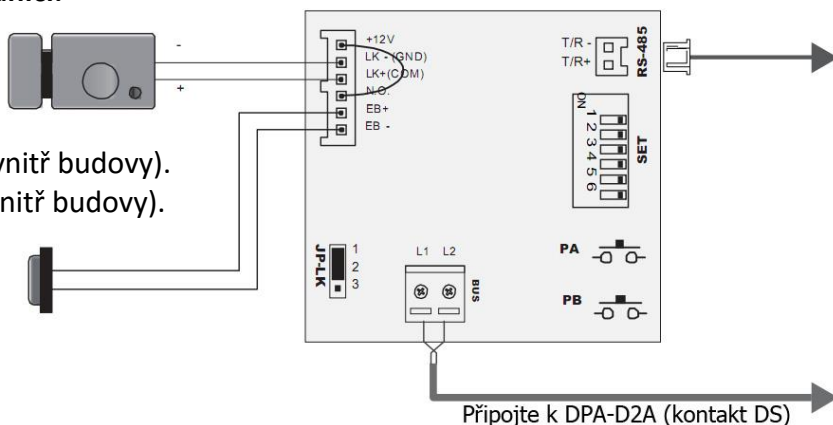 -
+
vnitř budovy).
nitř budovy).
+12V
LK - (GND)
LK+(COM)
N.O.
EB+
EB -
T/R -
T/R+
RS-485
ON
1
2
3
4
5
6
SET
JP-LK
1
2
3
L1 L2
BUS
PA
PB
Připojte k DPA-D2A (kontakt DS)